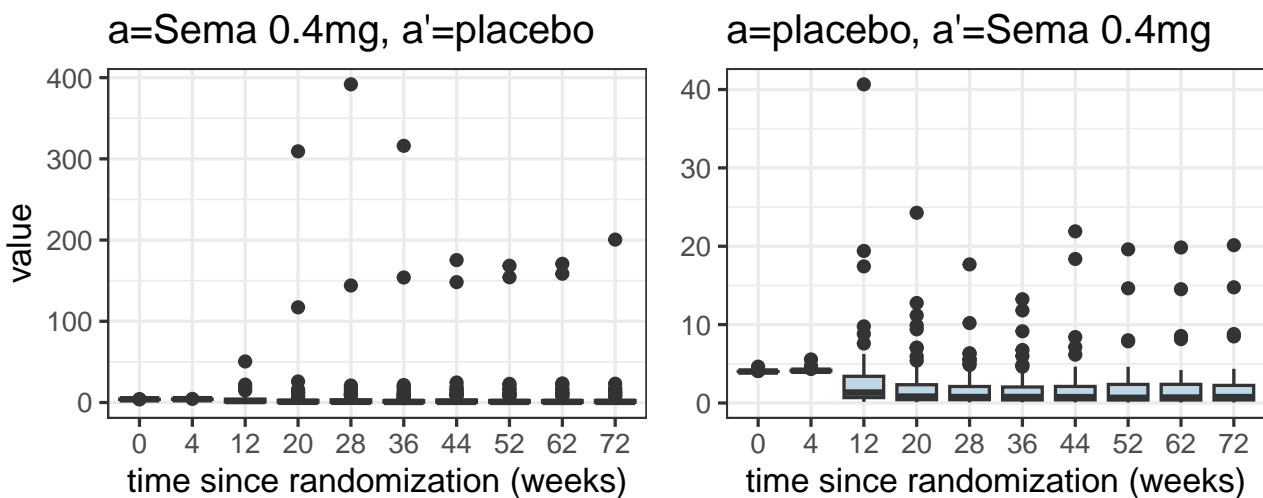 a=Sema 0.4mg, a'=placebo
400
300
200
100
0
value
0 4 12 20 28 36 44 52 62 72
time since randomization (weeks)
a=placebo, a'=Sema 0.4mg
40
30
20
10
0
0 4 12 20 28 36 44 52 62 72
time since randomization (weeks)